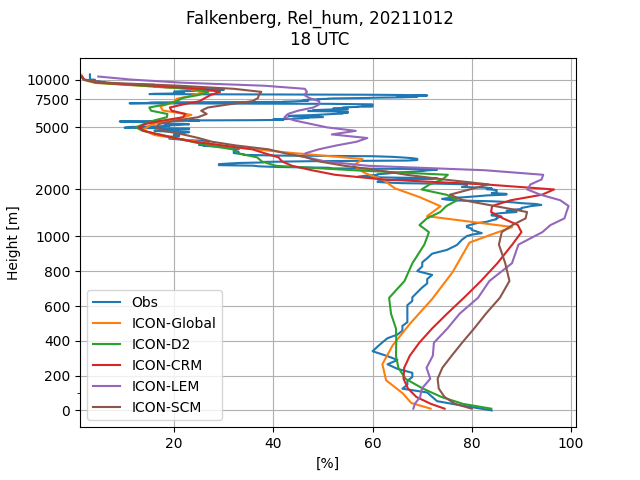 Falkenberg, Rel_hum, 20211012
18 UTC
10000
7500
5000
2000
1000
800
600
400
200
0
Height [m]
Obs
ICON-Global
ICON-D2
ICON-CRM
ICON-LEM
ICON-SCM
20 40 60 80 100
[%]